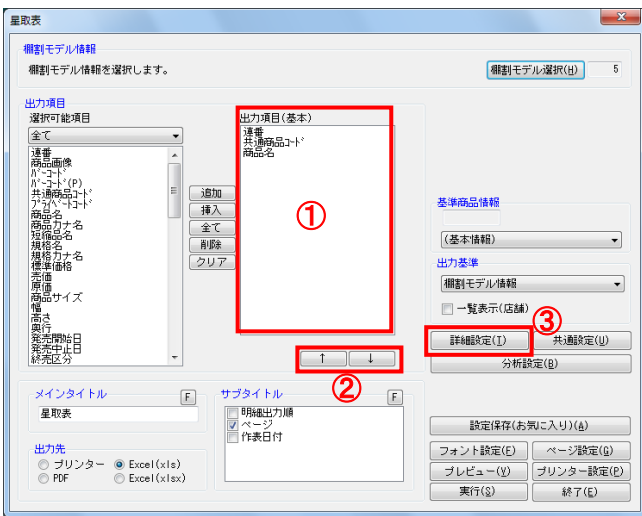 星取表
棚割モデル情報
棚割モデル情報を選択します。
棚割モデル選択(H)
5
出力項目
選択可能項目
全て
連番
商品画像
バーコード
バーコード(P)
共通商品コード
プライベートコード
商品名
商品カナ名
短縮品名
規格名
規格カナ名
標準価格
売価
原価
商品サイズ
幅
高さ
奥行
発売開始日
発売中止日
終売区分
追加
挿入
全て
削除
クリア
出力項目(基本)
連番
共通商品コード
商品名
①
↑
↓
②
基準商品情報
(基本情報)
出力基準
棚割モデル情報
一覧表示(店舗)
③
詳細設定(I)
共通設定(U)
分析設定(B)
メインタイトル
F
星取表
サブタイトル
F
明細出力順
ページ
作表日付
出力先
プリンター
Excel(xls)
PDF
Excel(xlsx)
設定保存(お気に入り)(A)
フォント設定(F)
ページ設定(G)
プレビュー(V)
プリンター設定(P)
実行(S)
終了(E)